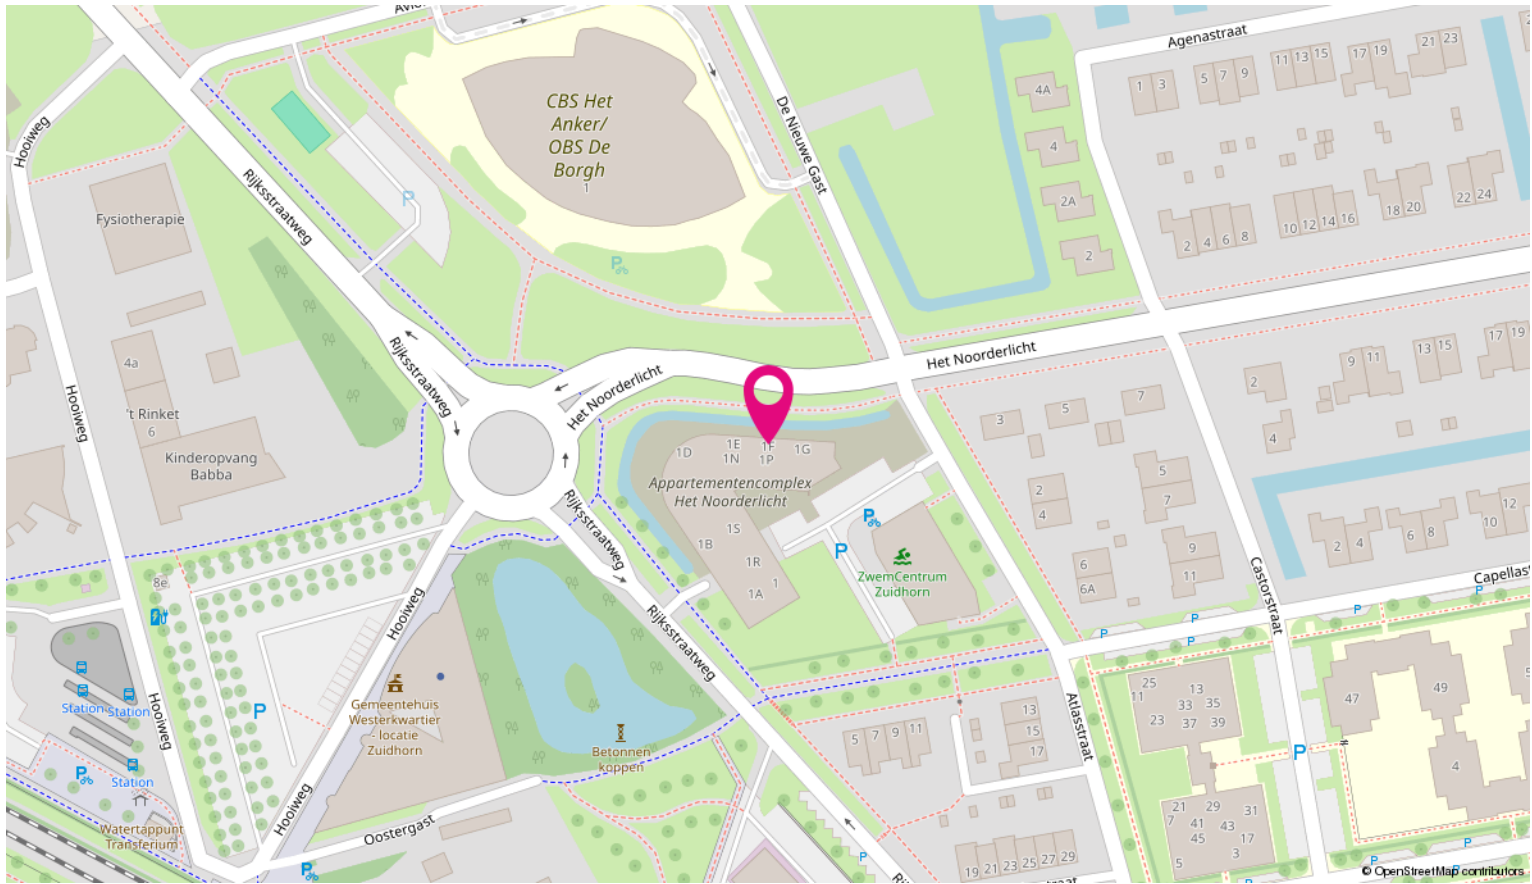 Agenastraat
CBS Het
Anker/
OBS De
Borgh
1
De Nieuwe Gast
4A
4
2A
2
1
3
5
7
9
11
13
15
17
19
21
23
2
4
6
8
10
12
14
16
18
20
22
24
Hooiweg
Rijksstraatweg
Fysiotherapie
P
P
4a
't Rinket
6
Kinderopvang
Babba
Hooiweg
Rijksstraatweg
Het Noorderlicht
Het Noorderlicht
1D
1E
1N
1F
1P
1G
Appartementencomplex
Het Noorderlicht
1S
1B
1R
1
1A
Rijksstraatweg
P
P
ZwemCentrum
Zuidhorn
3
5
7
2
4
5
7
6
6A
9
11
2
4
9
11
13
15
17
19
2
4
6
8
10
12
Castorstraat
Capellast
P
P
P
P
8e
Hooiweg
Rijksstraatweg
Gemeentehuis
Westerkwartier
- locatie
Zuidhorn
Betonnen
koppen
P
Station
Station
Station
P
Watertappunt
Transferium
Hooiweg
Hooiweg
Oostergast
P
5
7
9
11
13
15
17
Atlasstraat
25
11
13
35
33
23
37
39
47
49
4
P
21
7
29
31
41
43
45
17
3
5
19
21
23
25
27
29
P
P
P
© OpenStreetMap contributors